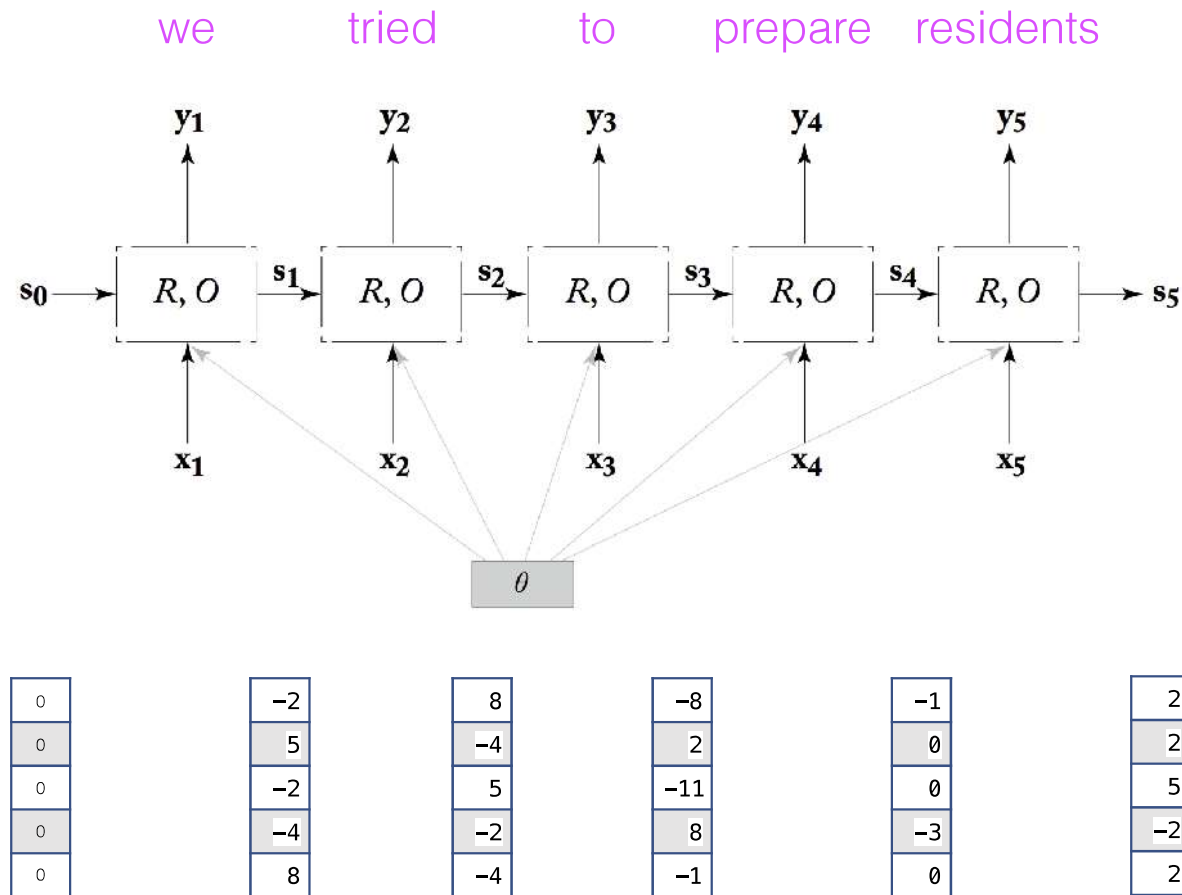 we tried to prepare residents
y1 y2 y3 y4 y5
s0 R, O s1 R, O s2 R, O s3 R, O s4 R, O s5
x1 x2 x3 x4 x5
θ
0 −2 8 −8 −1 2
0 5 −4 2 0 2
0 −2 5 −11 0 5
0 −4 −2 8 −3 −2
0 8 −4 −1 0 2